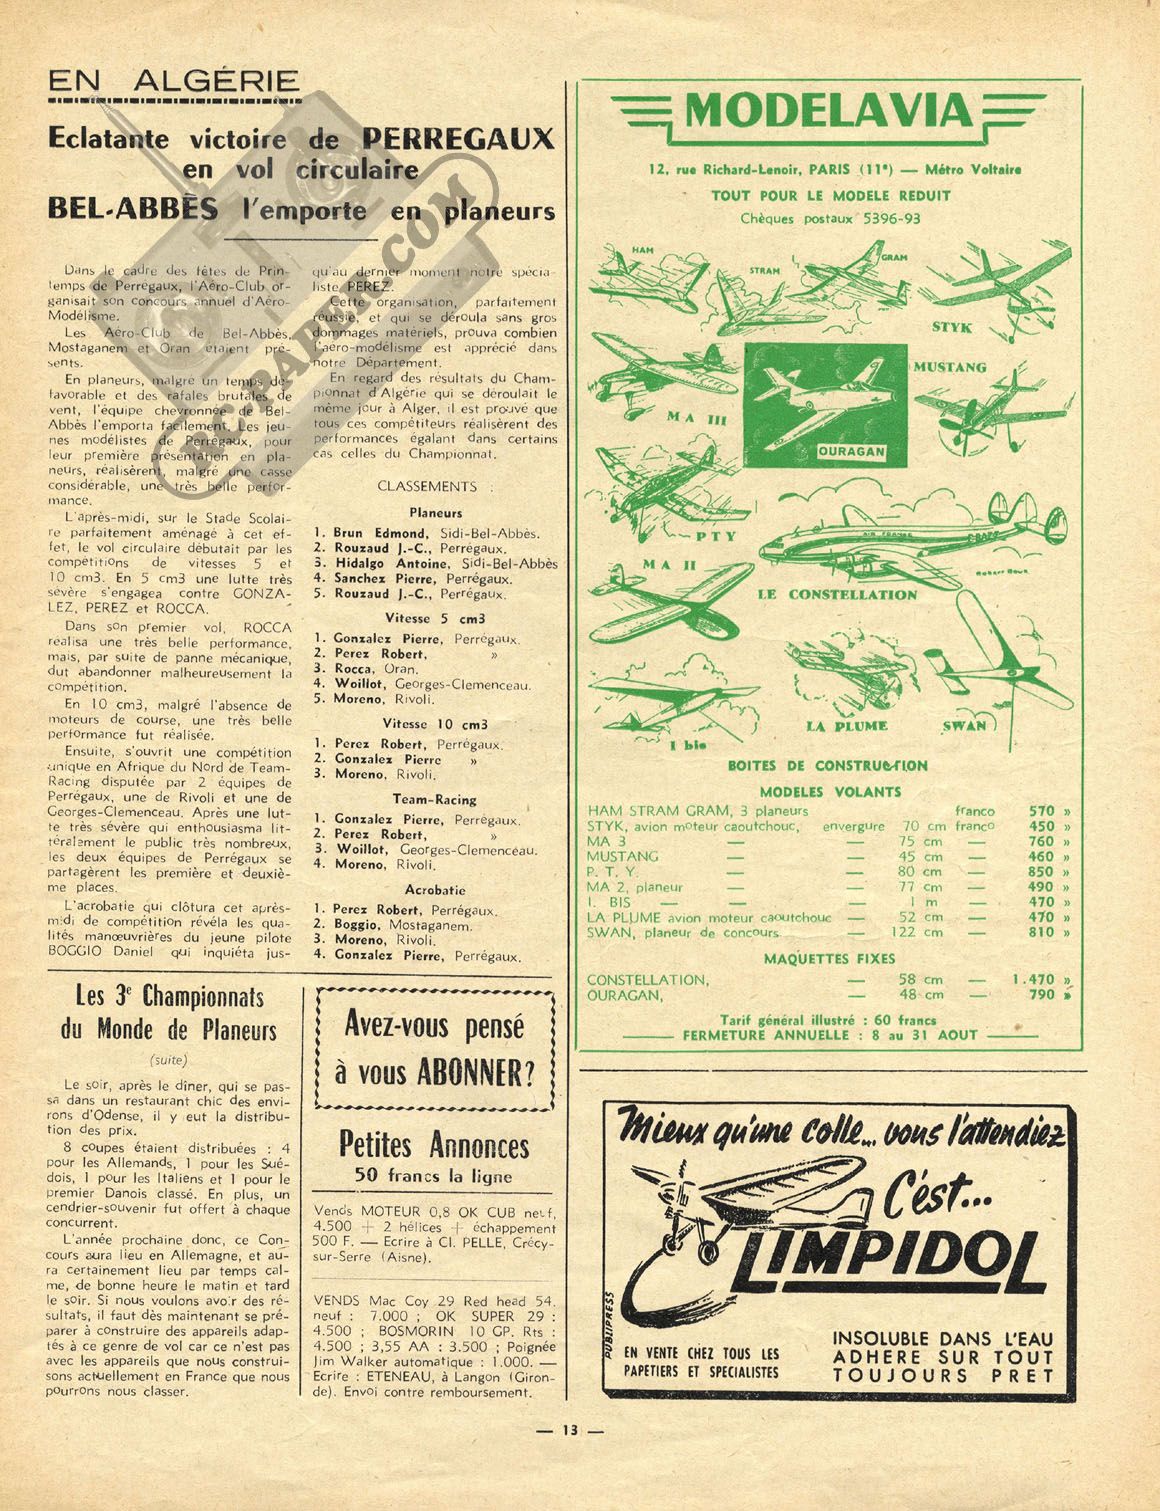 EN ALGÉRIE
Eclatante victoire de PERREGAUX
en vol circulaire
BEL-ABBÈS l'emporte en planeurs
Dans le cadre des fêtes de Prin-
temps de Perrégaux, l'Aéro-Club or-
ganisait son concours annuel d'Aéro-
Modélisme.
Les Aéro-Club de Bel-Abbès,
Mostaganem et Oran étaient pré-
sents.
En planeurs, malgré un temps dé-
favorable et des rafales brutales de
vent, l'équipe chevronnée de Bel-
Abbès l'emporta facilement. Les jeu-
nes modélistes de Perrégaux, pour
leur première présentation en pla-
neurs, réalisèrent, malgré une casse
considérable, une très belle perfor-
mance.
L'après-midi, sur le Stade Scolai-
re parfaitement aménagé à cet ef-
fet, le vol circulaire débutait par les
compétitions de vitesses 5 et
10 cm3. En 5 cm3 une lutte très
sévère s'engagea contre GONZA-
LEZ, PEREZ et ROCCA.
Dans son premier vol, ROCCA
réalisa une très belle performance,
mais, par suite de panne mécanique,
dut abandonner malheureusement la
compétition.
En 10 cm3, malgré l'absence de
moteurs de course, une très belle
performance fut réalisée.
Ensuite, s'ouvrit une compétition
unique en Afrique du Nord de Team-
Racing disputée par 2 équipes de
Perrégaux, une de Rivoli et une de
Georges-Clemenceau. Après une lut-
te très sévère qui enthousiasma lit-
téralement le public très nombreux,
les deux équipes de Perrégaux se
partagèrent les première et deuxiè-
me places.
L'acrobatie qui clôtura cet après-
midi de compétition révéla les qua-
lités manœuvrières du jeune pilote
BOGGIO Daniel qui inquiéta jus-
qu'au dernier moment notre spécia-
liste PEREZ.
Cette organisation, parfaitement
réussie, et qui se déroula sans gros
dommages matériels, prouva combien
l'aéro-modélisme est apprécié dans
notre Département.
En regard des résultats du Cham-
pionnat d'Algérie qui se déroulait le
même jour à Alger, il est prouvé que
tous ces compétiteurs réalisèrent des
performances égalant dans certains
cas celles du Championnat.
CLASSEMENTS :
Planeurs
1. Brun Edmond, Sidi-Bel-Abbès.
2. Rouzaud J.-C., Perrégaux.
3. Hidalgo Antoine, Sidi-Bel-Abbès
4. Sanchez Pierre, Perrégaux.
5. Rouzaud J.-C., Perrégaux.
Vitesse 5 cm3
1. Gonzalez Pierre, Perrégaux.
2. Perez Robert, »
3. Rocca, Oran.
4. Woillot, Georges-Clemenceau.
5. Moreno, Rivoli.
Vitesse 10 cm3
1. Perez Robert, Perrégaux.
2. Gonzalez Pierre »
3. Moreno, Rivoli.
Team-Racing
1. Gonzalez Pierre, Perrégaux.
2. Perez Robert, »
3. Woillot, Georges-Clemenceau.
4. Moreno, Rivoli.
Acrobatie
1. Perez Robert, Perrégaux.
2. Boggio, Mostaganem.
3. Moreno, Rivoli.
4. Gonzalez Pierre, Perrégaux.
RC-PAPER.COM
Les 3e Championnats
du Monde de Planeurs
(suite)
Le soir, après le dîner, qui se pas-
sa dans un restaurant chic des envi-
rons d'Odense, il y eut la distribu-
tion des prix.
8 coupes étaient distribuées : 4
pour les Allemands, 1 pour les Sué-
dois, 1 pour les Italiens et 1 pour le
premier Danois classé. En plus, un
cendrier-souvenir fut offert à chaque
concurrent.
L'année prochaine donc, ce Con-
cours aura lieu en Allemagne, et au-
ra certainement lieu par temps cal-
me, de bonne heure le matin et tard
le soir. Si nous voulons avoir des ré-
sultats, il faut dès maintenant se pré-
parer à construire des appareils adap-
tés à ce genre de vol car ce n'est pas
avec les appareils que nous construi-
sons actuellement en France que nous
pourrons nous classer.
Avez-vous pensé
à vous ABONNER?
Petites Annonces
50 francs la ligne
Vends MOTEUR 0,8 OK CUB neuf,
4.500 + 2 hélices + échappement
500 F. — Ecrire à Cl. PELLE, Crécy-
sur-Serre (Aisne).
VENDS Mac Coy 29 Red head 54.
neuf : 7.000 ; OK SUPER 29 :
4.500 ; BOSMORIN 10 GP. Rts :
4.500 ; 3,55 AA : 3.500 ; Poignée
Jim Walker automatique : 1.000. —
Ecrire : ETENEAU, à Langon (Giron-
de). Envoi contre remboursement.
MODELAVIA
12, rue Richard-Lenoir, PARIS (11e) — Métro Voltaire
TOUT POUR LE MODELE REDUIT
Chèques postaux 5396-93
HAM
STRAM
GRAM
STYK
MA III
OURAGAN
MUSTANG
PTY
AIR FRANCE
MA II
LE CONSTELLATION
LA PLUME
SWAN
1 bis
BOITES DE CONSTRUCTION
MODELES VOLANTS
HAM STRAM GRAM, 3 planeurs franco 570 »
STYK, avion moteur caoutchouc, envergure 70 cm franco 450 »
MA 3 — — 75 cm — 760 »
MUSTANG — — 45 cm — 460 »
P. T. Y. — — 80 cm — 850 »
MA 2, planeur — — 77 cm — 490 »
I. BIS — — — 1 m — 470 »
LA PLUME avion moteur caoutchouc — 52 cm — 470 »
SWAN, planeur de concours — 122 cm — 810 »
MAQUETTES FIXES
CONSTELLATION, — 58 cm — 1.470 »
OURAGAN, — 48 cm — 790 »
Tarif général illustré : 60 francs
FERMETURE ANNUELLE : 8 au 31 AOUT
Mieux qu'une colle... vous l'attendiez
C'est...
LIMPIDOL
PUBLIPRESS
EN VENTE CHEZ TOUS LES
PAPETIERS ET SPECIALISTES
INSOLUBLE DANS L'EAU
ADHERE SUR TOUT
TOUJOURS PRET
— 13 —